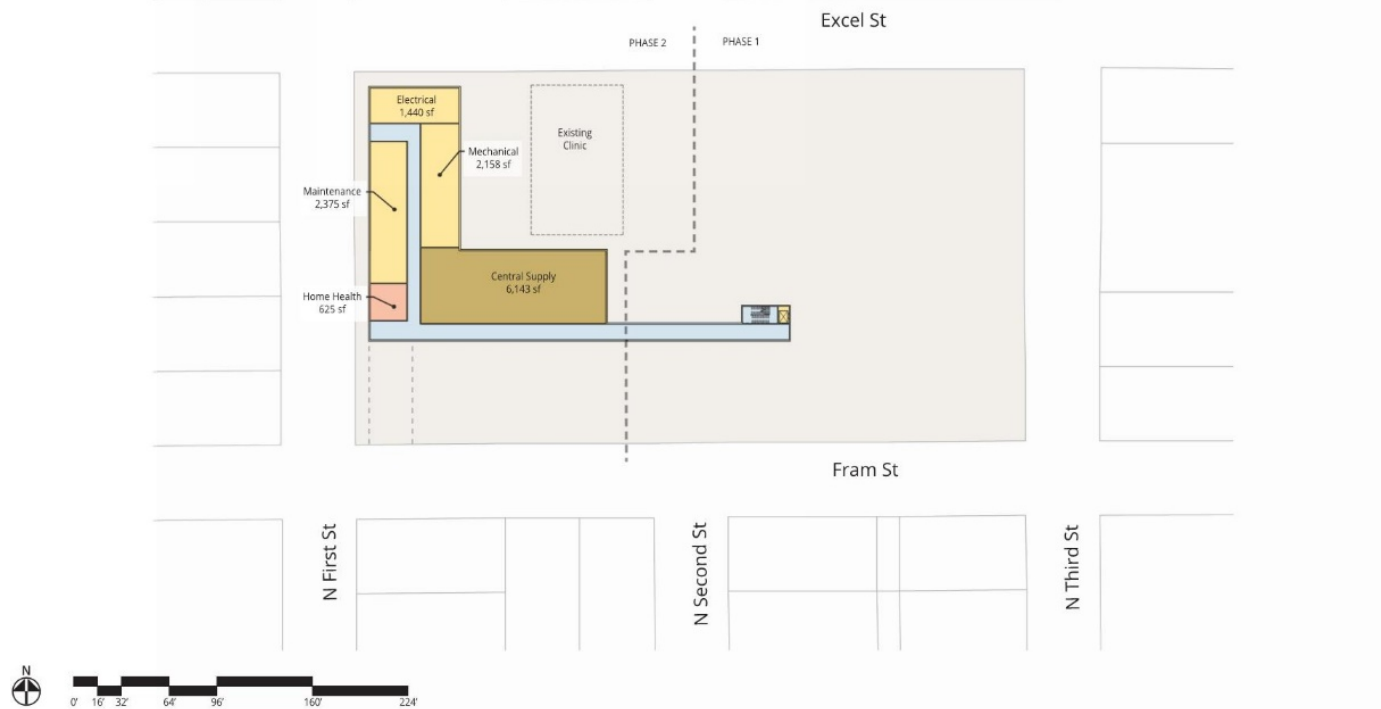 Excel St
PHASE 2
PHASE 1
Electrical
1,440 sf
Existing
Clinic
Mechanical
2,158 sf
Maintenance
2,375 sf
Central Supply
6,143 sf
Home Health
625 sf
Fram St
N First St
N Second St
N Third St
N
0' 16' 32' 64' 96' 160' 224'